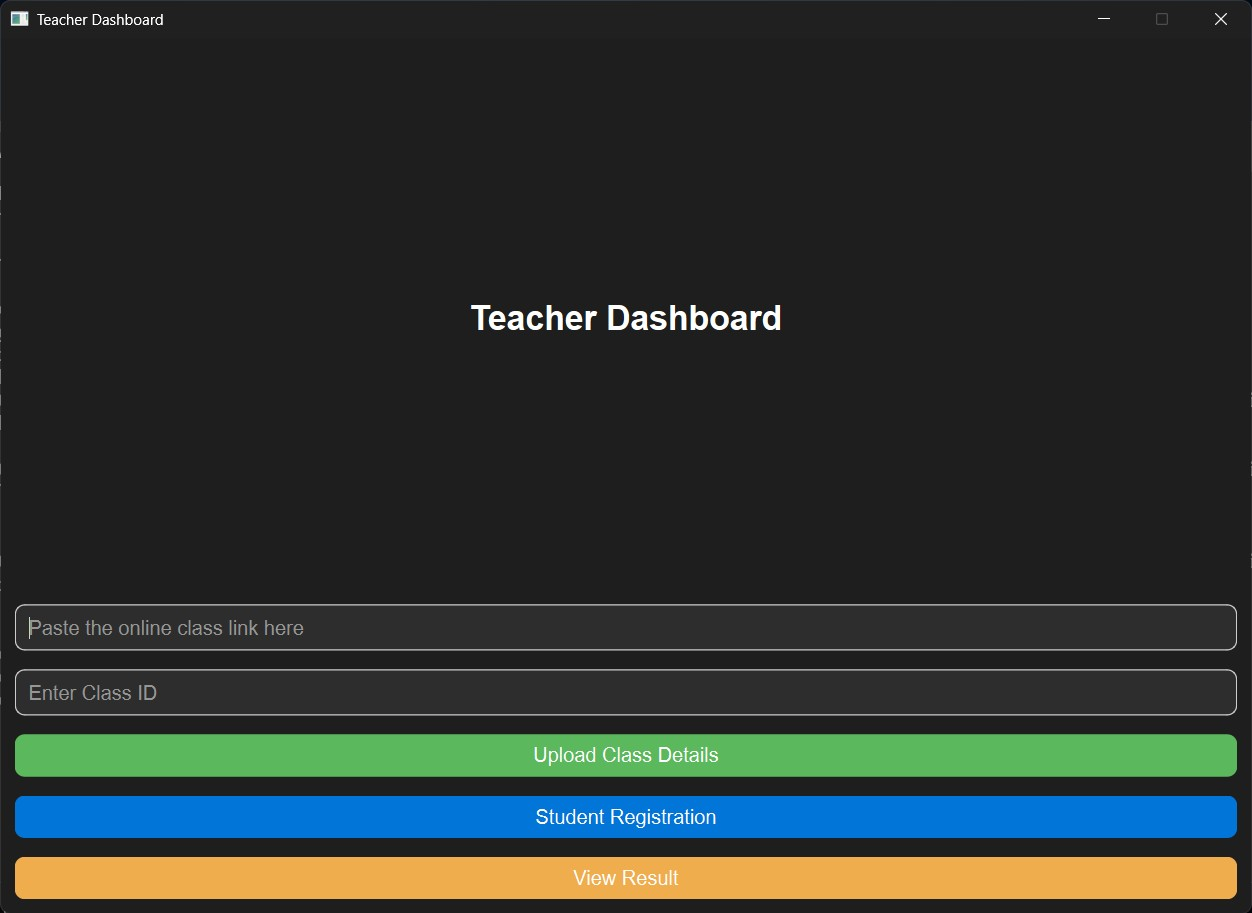 Teacher Dashboard
Teacher Dashboard
Paste the online class link here
Enter Class ID
Upload Class Details
Student Registration
View Result